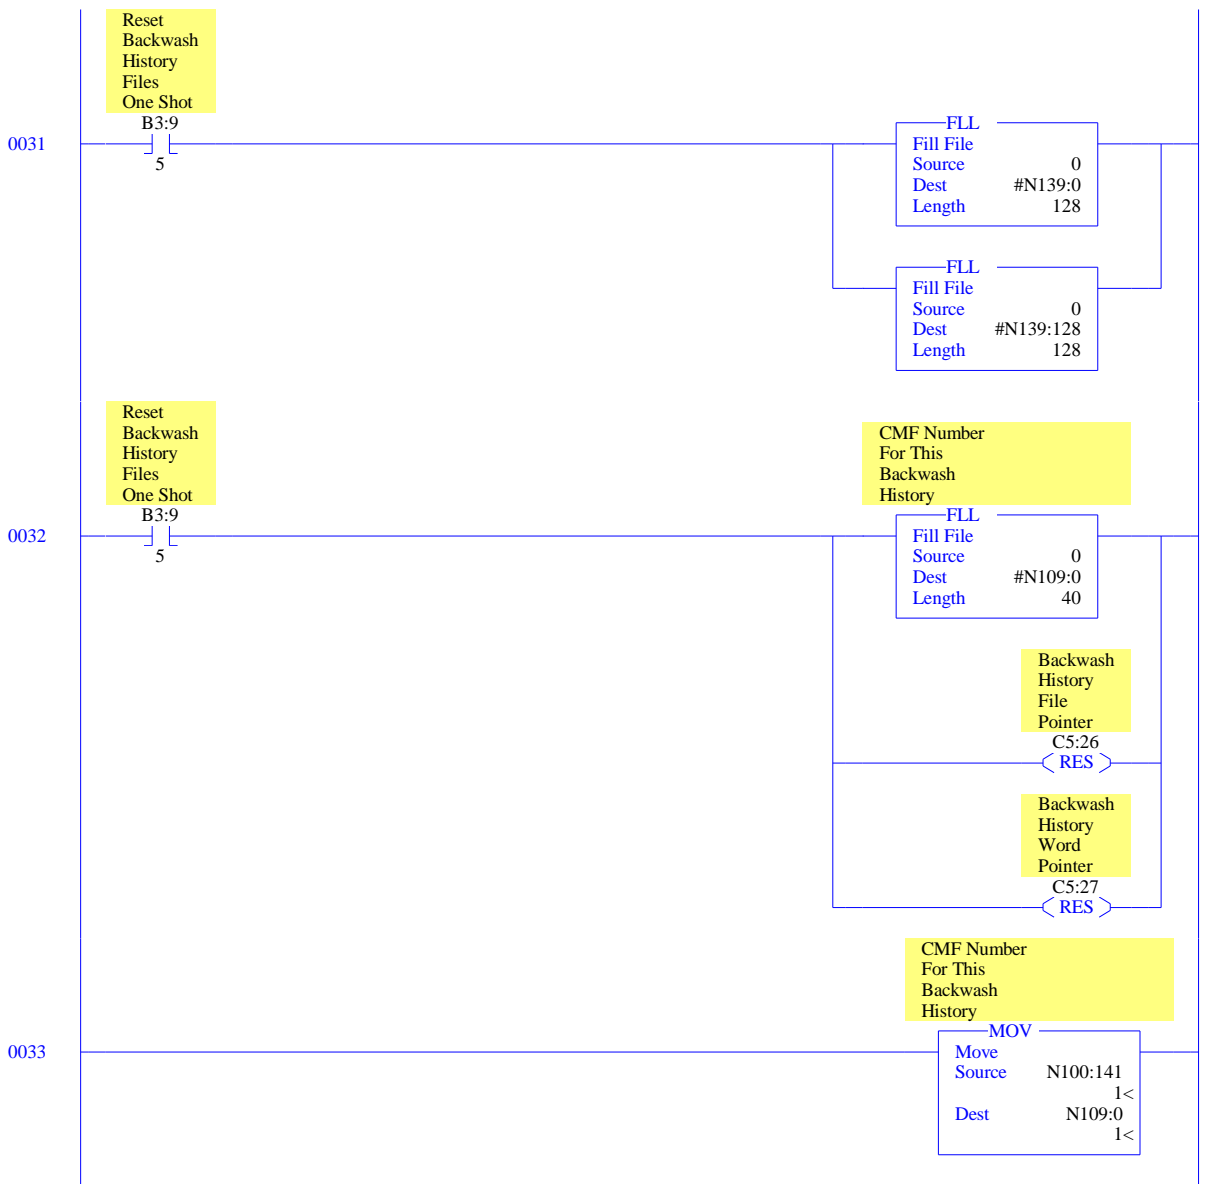 Reset
Backwash
History
Files
One Shot
B3:9
5
0031
FLL
Fill File
Source 0
Dest #N139:0
Length 128
FLL
Fill File
Source 0
Dest #N139:128
Length 128
Reset
Backwash
History
Files
One Shot
B3:9
5
0032
CMF Number
For This
Backwash
History
FLL
Fill File
Source 0
Dest #N109:0
Length 40
Backwash
History
File
Pointer
C5:26
RES
Backwash
History
Word
Pointer
C5:27
RES
CMF Number
For This
Backwash
History
0033
MOV
Move
Source N100:141
1<
Dest N109:0
1<